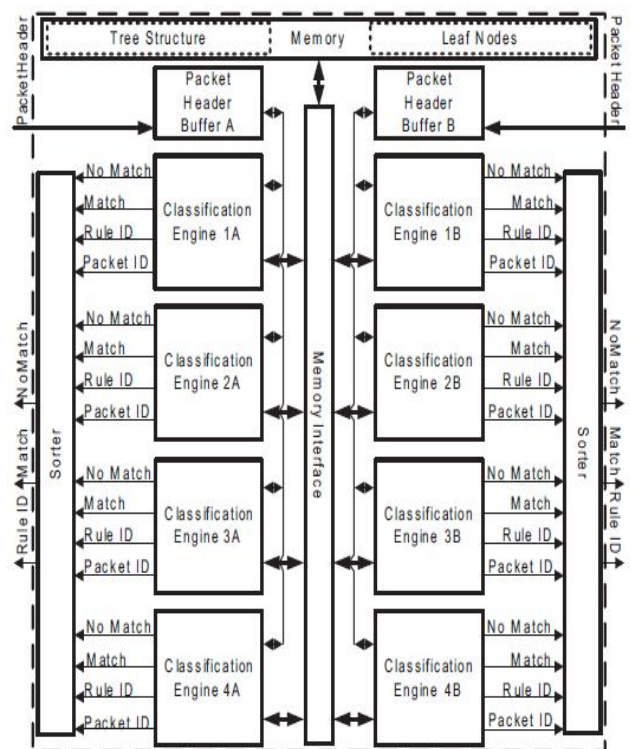 PacketHeader
Tree Structure
Memory
Leaf Nodes
Packet Header
Packet
Header
Buffer A
Packet
Header
Buffer B
No Match
Match
Rule ID
Packet ID
Classification
Engine 1A
Classification
Engine 1B
No Match
Match
Rule ID
Packet ID
No Match
Match
Rule ID
Packet ID
Classification
Engine 2A
Classification
Engine 2B
No Match
Match
Rule ID
Packet ID
NoMatch
Match
Rule ID
Sorter
Memory Interface
Sorter
NoMatch
Match
Rule ID
No Match
Match
Rule ID
Packet ID
Classification
Engine 3A
Classification
Engine 3B
No Match
Match
Rule ID
Packet ID
No Match
Match
Rule ID
Packet ID
Classification
Engine 4A
Classification
Engine 4B
No Match
Match
Rule ID
Packet ID